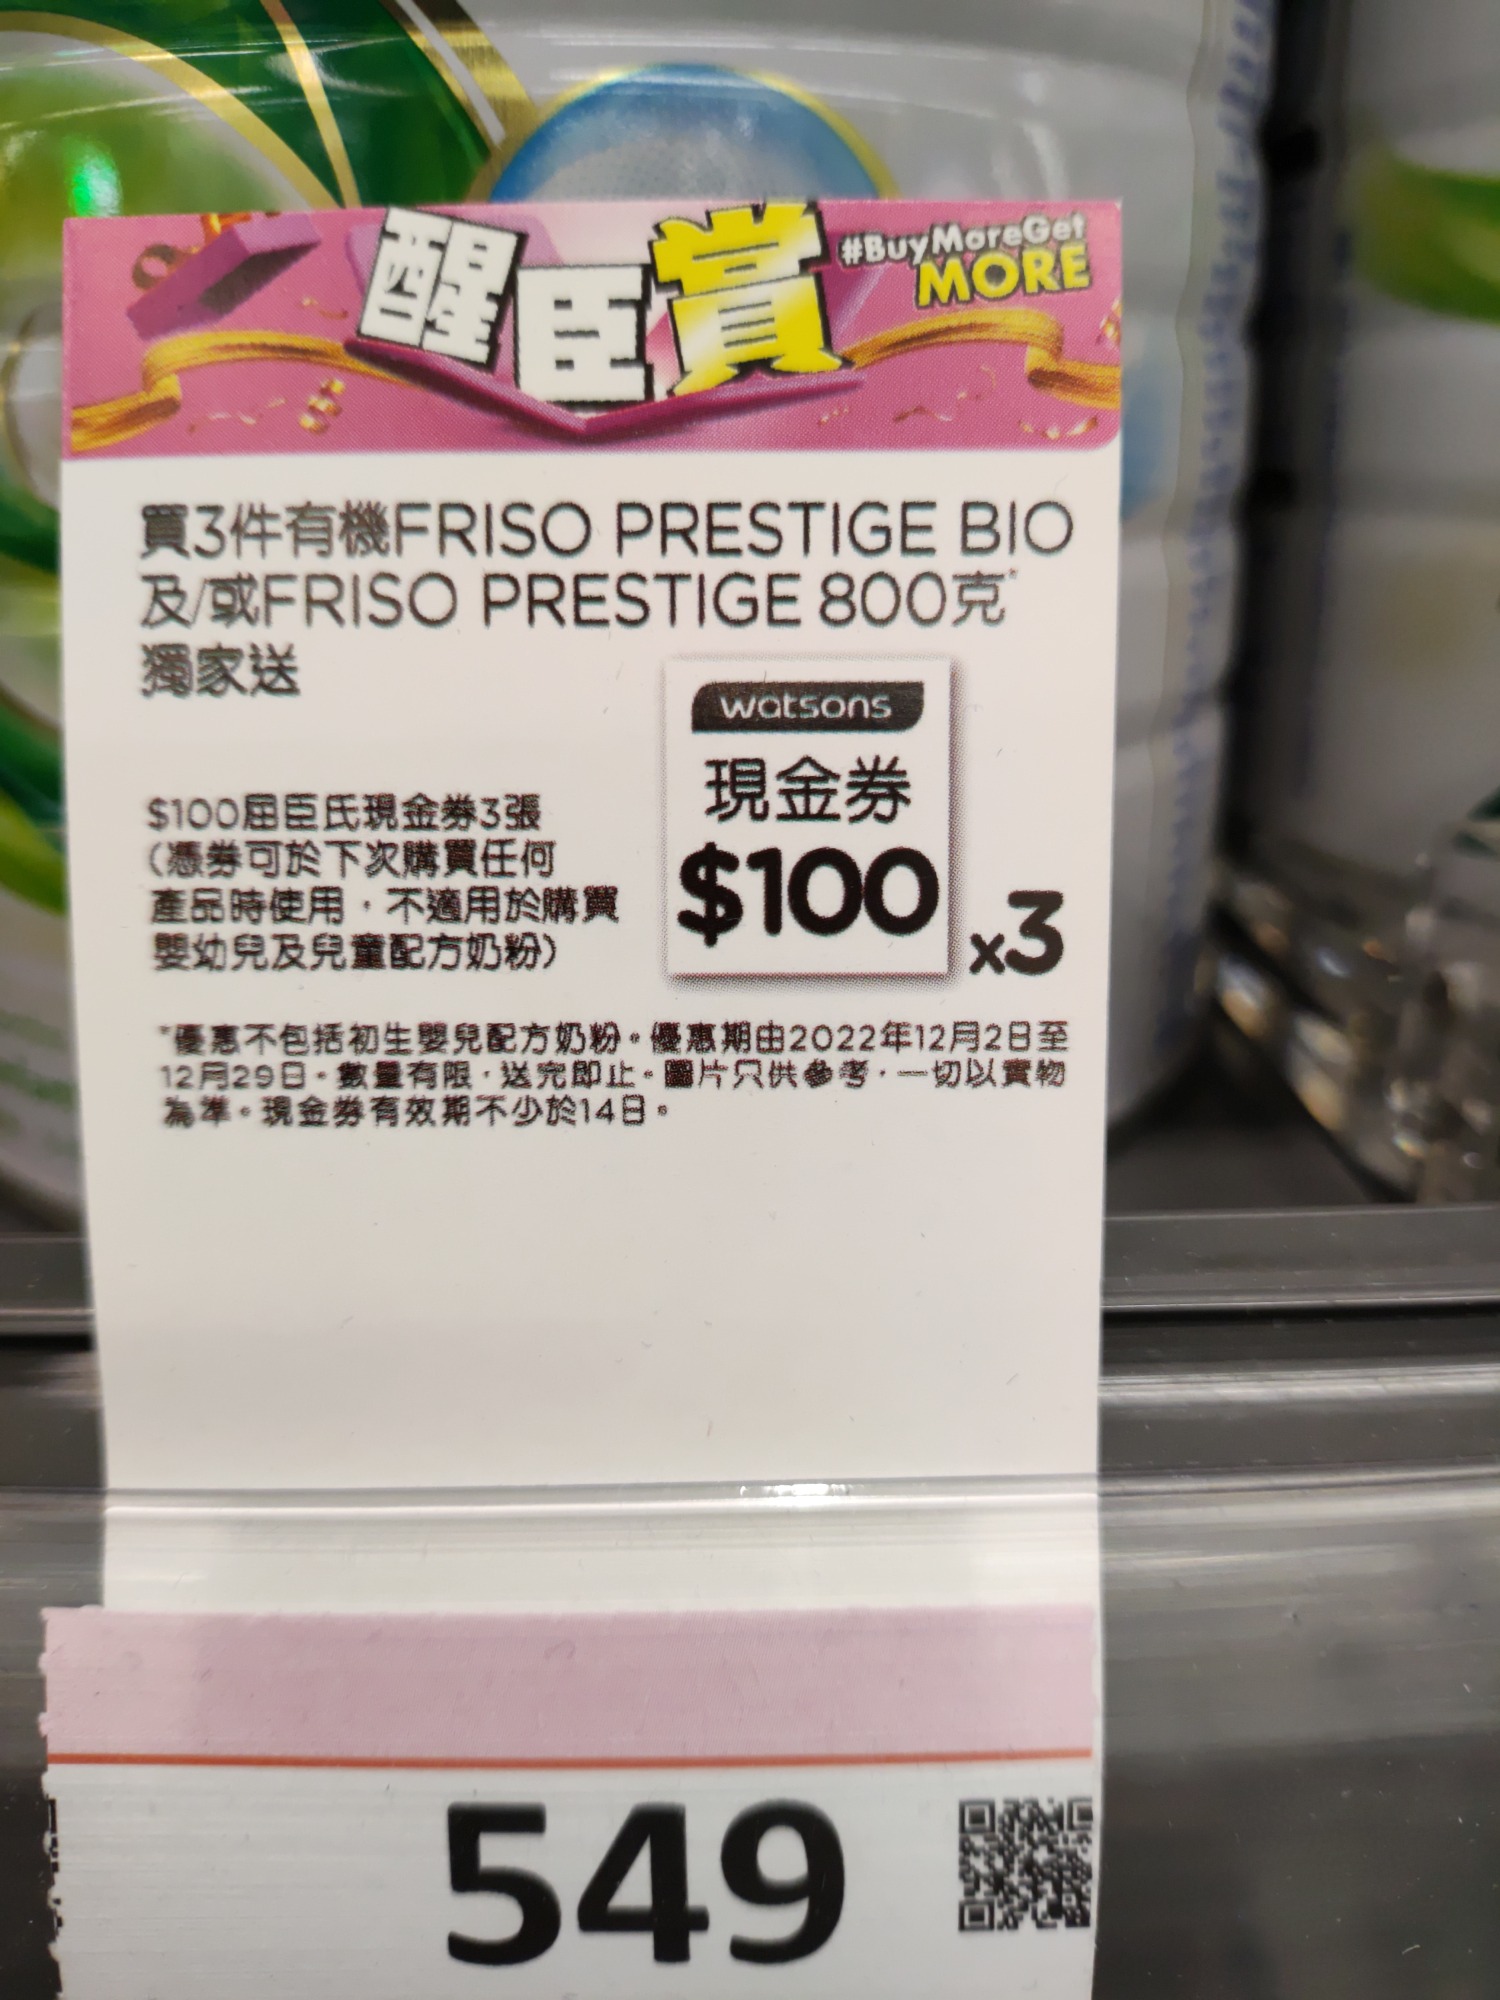 醒臣賞
#BuyMoreGet
MORE
買3件有機FRISO PRESTIGE BIO
及/或FRISO PRESTIGE 800克*
獨家送
watsons
現金券
$100
x3
$100屈臣氏現金券3張
(憑券可於下次購買任何
產品時使用，不適用於購買
嬰幼兒及兒童配方奶粉)
*優惠不包括初生嬰兒配方奶粉。優惠期由2022年12月2日至
12月29日。數量有限，送完即止。圖片只供參考，一切以實物
為準。現金券有效期不少於14日。
549